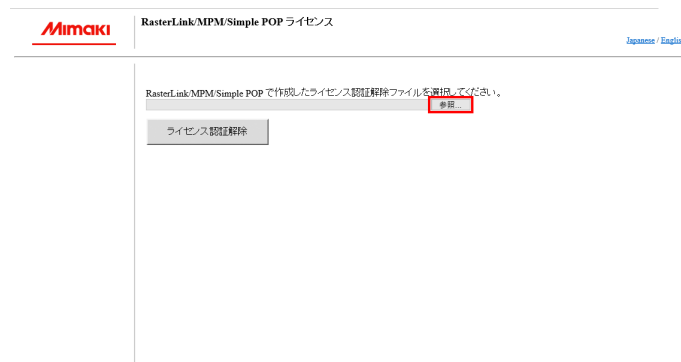 Mimaki
RasterLink/MPM/Simple POP ライセンス
Japanese / Englis
RasterLink/MPM/Simple POP で作成したライセンス認証解除ファイルを選択してください。
参照...
ライセンス認証解除